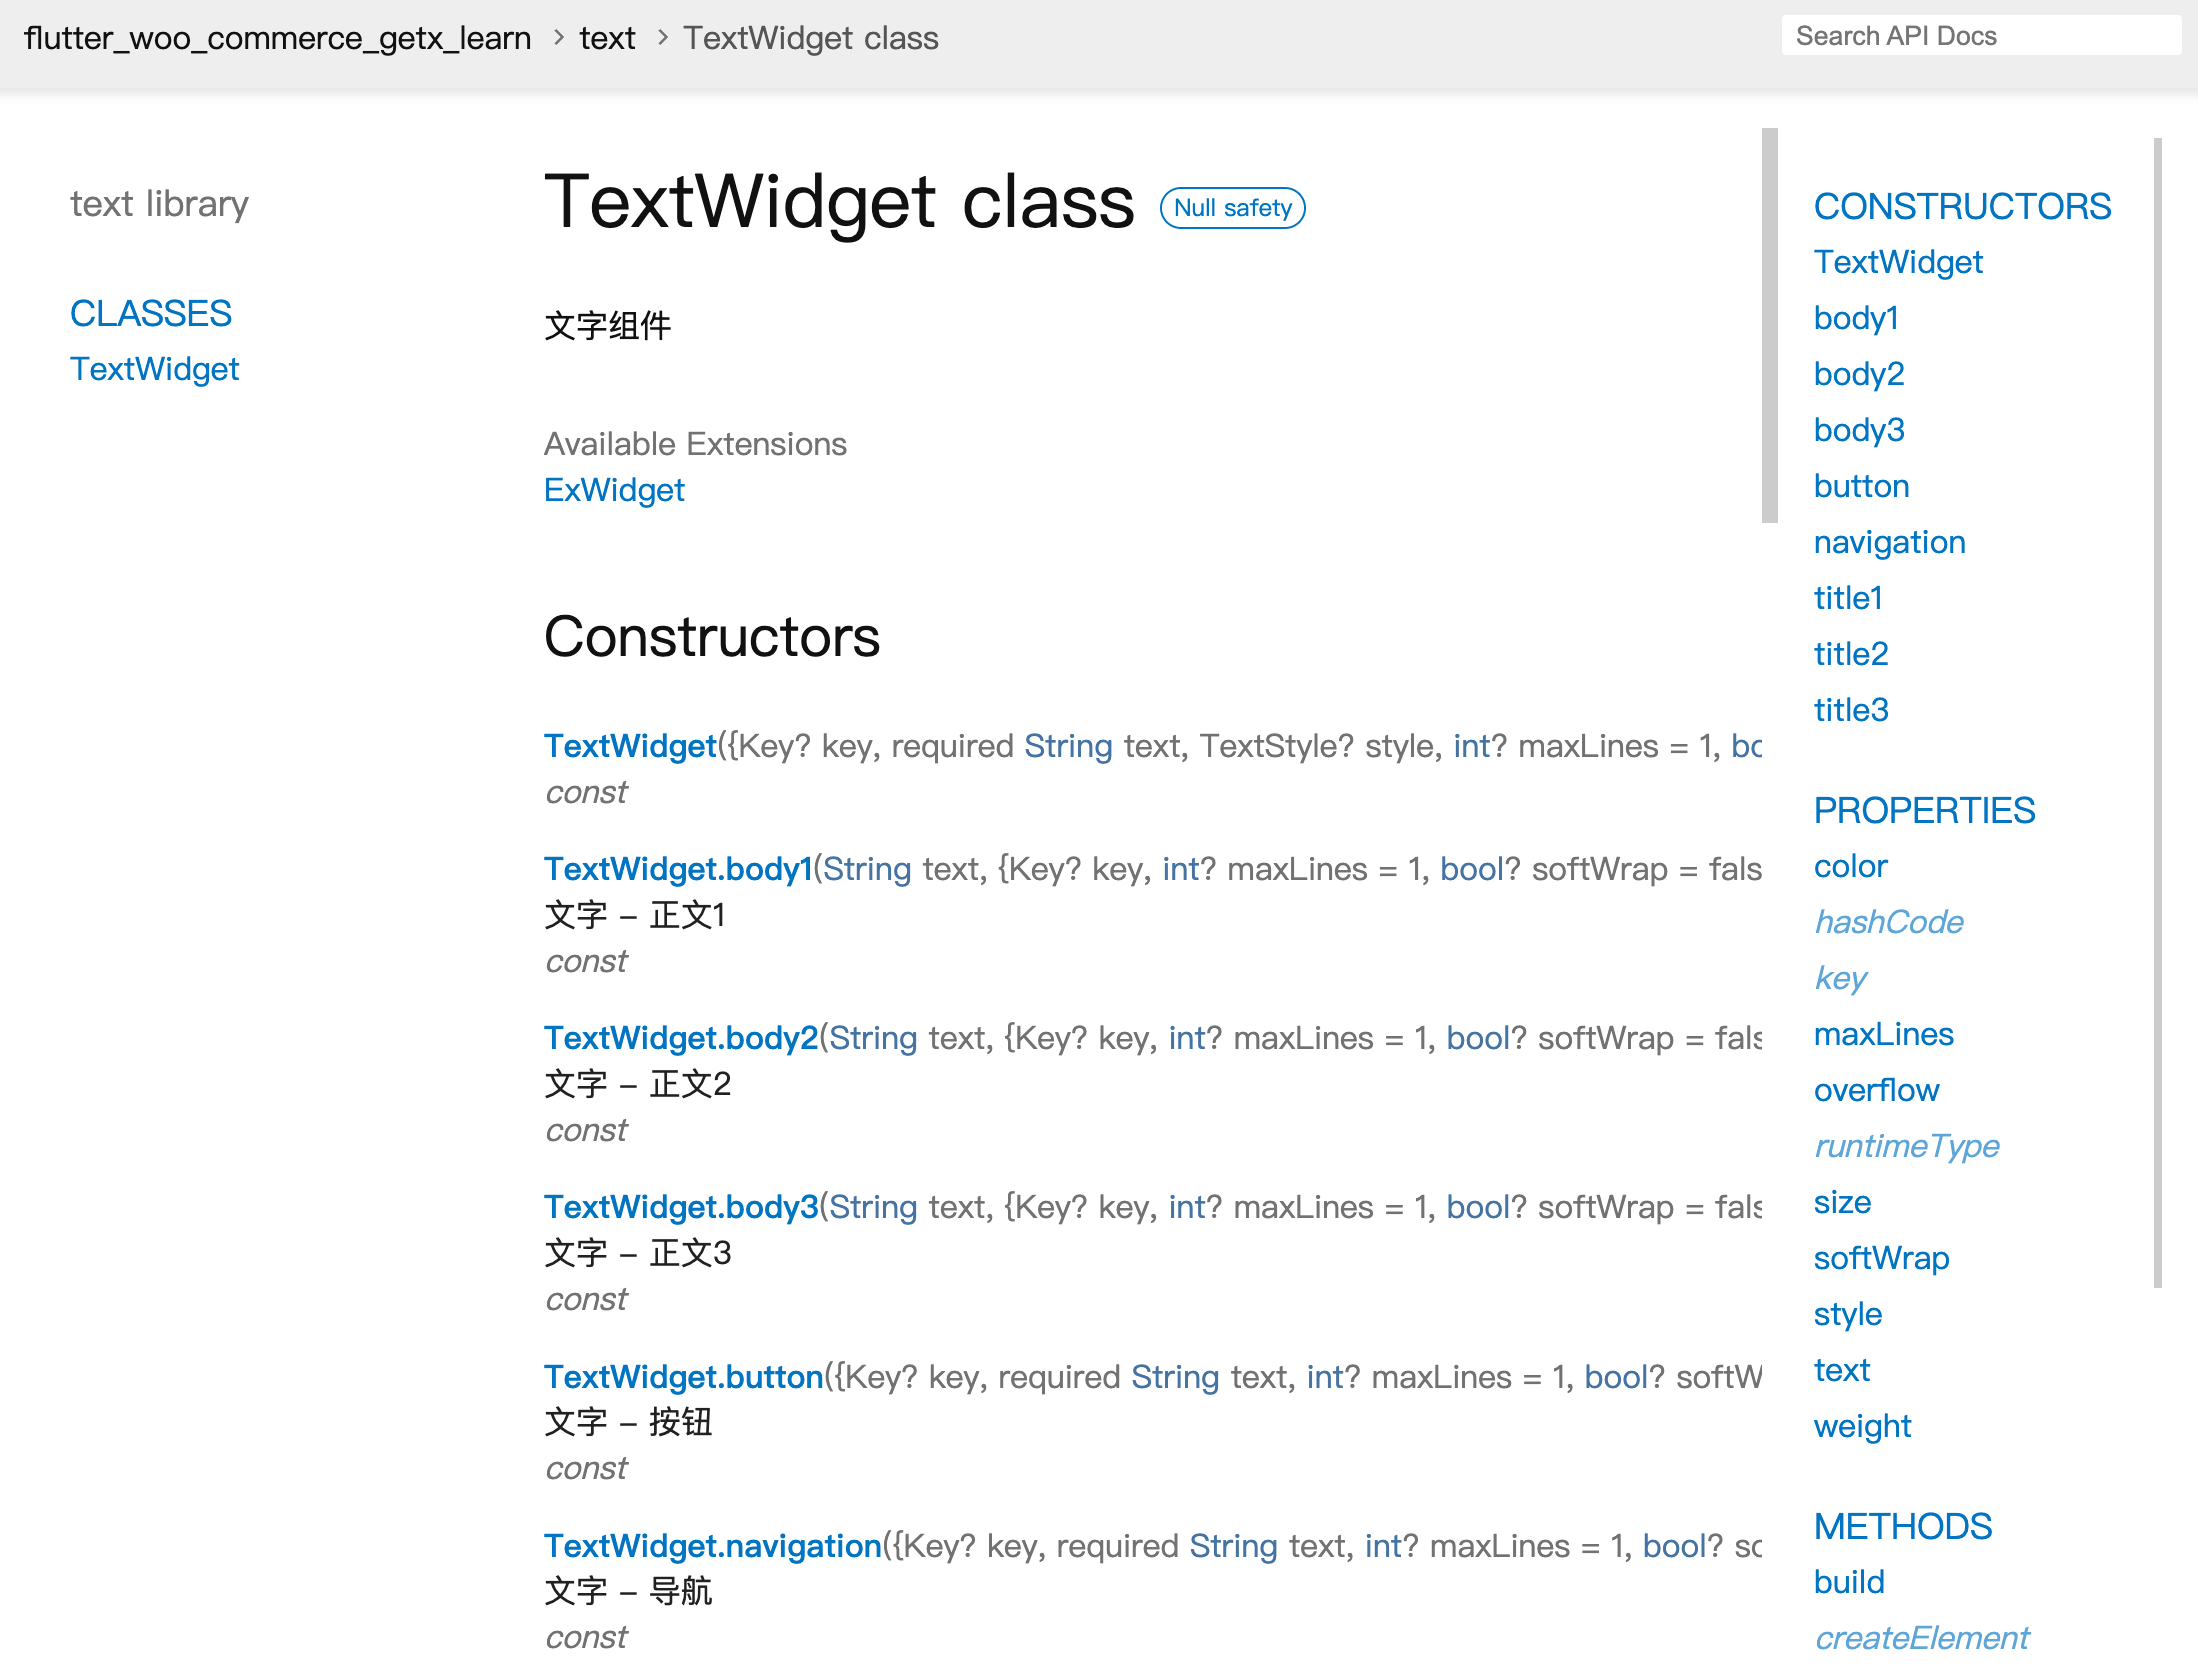 flutter_woo_commerce_getx_learn > text > TextWidget class
Search API Docs
text library
CLASSES
TextWidget
TextWidget class Null safety
文字组件
Available Extensions
ExWidget
Constructors
TextWidget({Key? key, required String text, TextStyle? style, int? maxLines = 1, bo
const
TextWidget.body1(String text, {Key? key, int? maxLines = 1, bool? softWrap = fals
文字 – 正文1
const
TextWidget.body2(String text, {Key? key, int? maxLines = 1, bool? softWrap = fals
文字 – 正文2
const
TextWidget.body3(String text, {Key? key, int? maxLines = 1, bool? softWrap = fals
文字 – 正文3
const
TextWidget.button({Key? key, required String text, int? maxLines = 1, bool? softW
文字 – 按钮
const
TextWidget.navigation({Key? key, required String text, int? maxLines = 1, bool? so
文字 – 导航
const
CONSTRUCTORS
TextWidget
body1
body2
body3
button
navigation
title1
title2
title3
PROPERTIES
color
hashCode
key
maxLines
overflow
runtimeType
size
softWrap
style
text
weight
METHODS
build
createElement